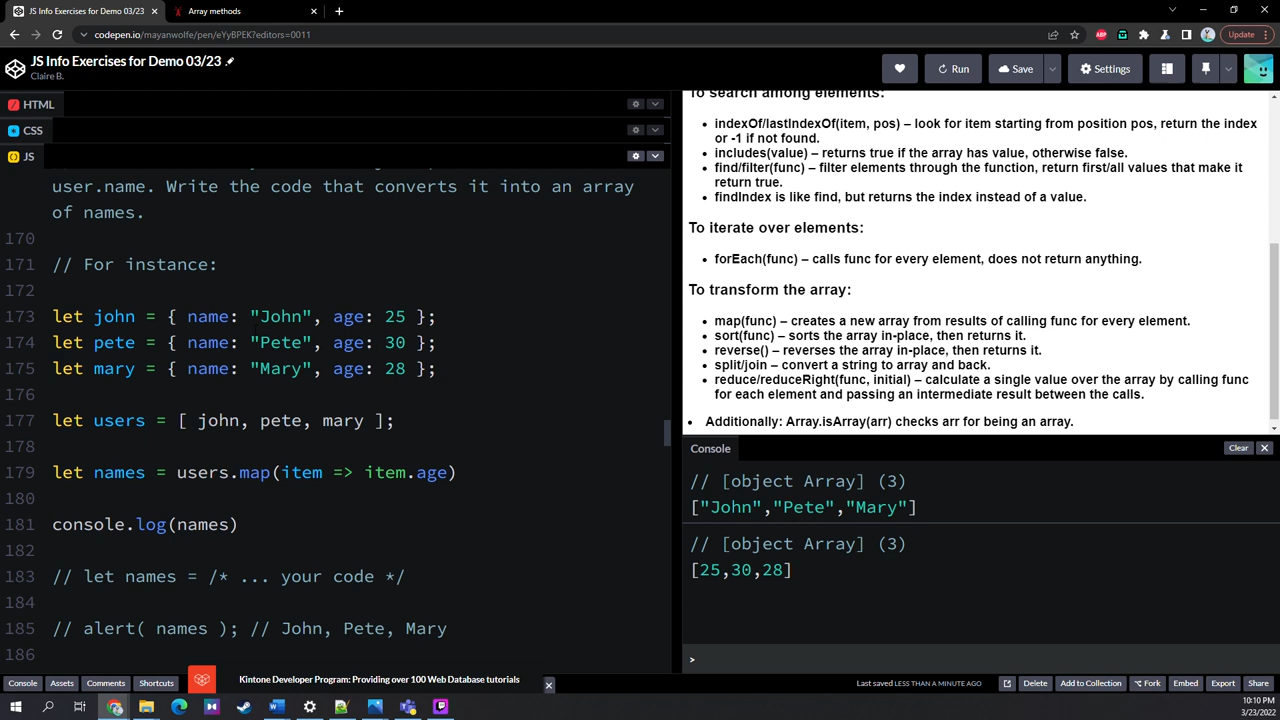 JS Info Exercises for Demo 03/23
Array methods
codepen.io/mayanwolfe/pen/eYyBPEK?editors=0011
ABP
Update
JS Info Exercises for Demo 03/23
Claire B.
Run
Save
Settings
HTML
CSS
JS
user.name. Write the code that converts it into an array
of names.
170
171 // For instance:
172
173 let john = { name: "John", age: 25 };
174 let pete = { name: "Pete", age: 30 };
175 let mary = { name: "Mary", age: 28 };
176
177 let users = [ john, pete, mary ];
178
179 let names = users.map(item => item.age)
180
181 console.log(names)
182
183 // let names = /* ... your code */
184
185 // alert( names ); // John, Pete, Mary
186
To search among elements:
• indexOf/lastIndexOf(item, pos) – look for item starting from position pos, return the index
or -1 if not found.
• includes(value) – returns true if the array has value, otherwise false.
• find/filter(func) – filter elements through the function, return first/all values that make it
return true.
• findIndex is like find, but returns the index instead of a value.
To iterate over elements:
• forEach(func) – calls func for every element, does not return anything.
To transform the array:
• map(func) – creates a new array from results of calling func for every element.
• sort(func) – sorts the array in-place, then returns it.
• reverse() – reverses the array in-place, then returns it.
• split/join – convert a string to array and back.
• reduce/reduceRight(func, initial) – calculate a single value over the array by calling func
for each element and passing an intermediate result between the calls.
• Additionally: Array.isArray(arr) checks arr for being an array.
Console
Clear
// [object Array] (3)
["John","Pete","Mary"]
// [object Array] (3)
[25,30,28]
>
Console Assets Comments Shortcuts
Kintone Developer Program: Providing over 100 Web Database tutorials
Last saved LESS THAN A MINUTE AGO
Delete Add to Collection Fork Embed Export Share
10:10 PM
3/23/2022